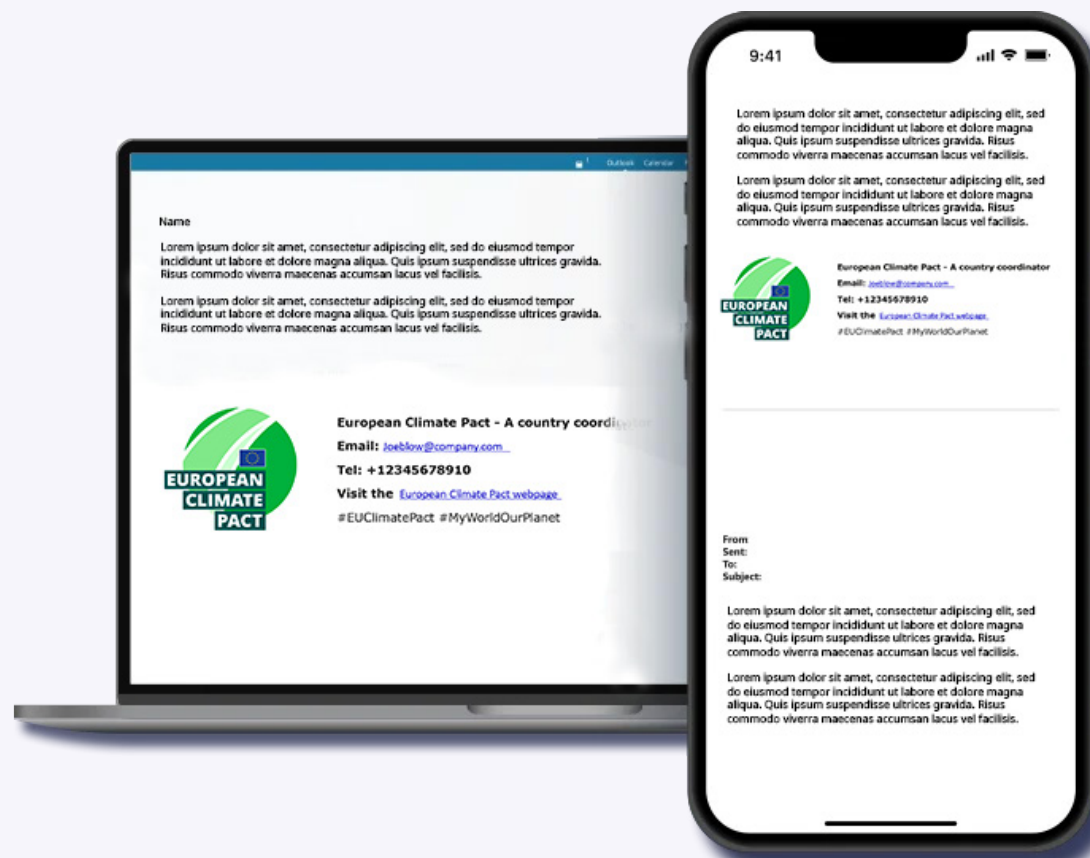 Outlook Calendar
Name
Lorem ipsum dolor sit amet, consectetur adipiscing elit, sed do eiusmod tempor
incididunt ut labore et dolore magna aliqua. Quis ipsum suspendisse ultrices gravida.
Risus commodo viverra maecenas accumsan lacus vel facilisis.
Lorem ipsum dolor sit amet, consectetur adipiscing elit, sed do eiusmod tempor
incididunt ut labore et dolore magna aliqua. Quis ipsum suspendisse ultrices gravida.
Risus commodo viverra maecenas accumsan lacus vel facilisis.
EUROPEAN
CLIMATE
PACT
European Climate Pact - A country coordinator
Email: Joeblow@company.com
Tel: +12345678910
Visit the European Climate Pact webpage
#EUClimatePact #MyWorldOurPlanet
9:41
Lorem ipsum dolor sit amet, consectetur adipiscing elit, sed
do eiusmod tempor incididunt ut labore et dolore magna
aliqua. Quis ipsum suspendisse ultrices gravida. Risus
commodo viverra maecenas accumsan lacus vel facilisis.
Lorem ipsum dolor sit amet, consectetur adipiscing elit, sed
do eiusmod tempor incididunt ut labore et dolore magna
aliqua. Quis ipsum suspendisse ultrices gravida. Risus
commodo viverra maecenas accumsan lacus vel facilisis.
EUROPEAN
CLIMATE
PACT
European Climate Pact - A country coordinator
Email: Joeblow@company.com
Tel: +12345678910
Visit the European Climate Pact webpage
#EUClimatePact #MyWorldOurPlanet
From
Sent:
To:
Subject:
Lorem ipsum dolor sit amet, consectetur adipiscing elit, sed
do eiusmod tempor incididunt ut labore et dolore magna
aliqua. Quis ipsum suspendisse ultrices gravida. Risus
commodo viverra maecenas accumsan lacus vel facilisis.
Lorem ipsum dolor sit amet, consectetur adipiscing elit, sed
do eiusmod tempor incididunt ut labore et dolore magna
aliqua. Quis ipsum suspendisse ultrices gravida. Risus
commodo viverra maecenas accumsan lacus vel facilisis.